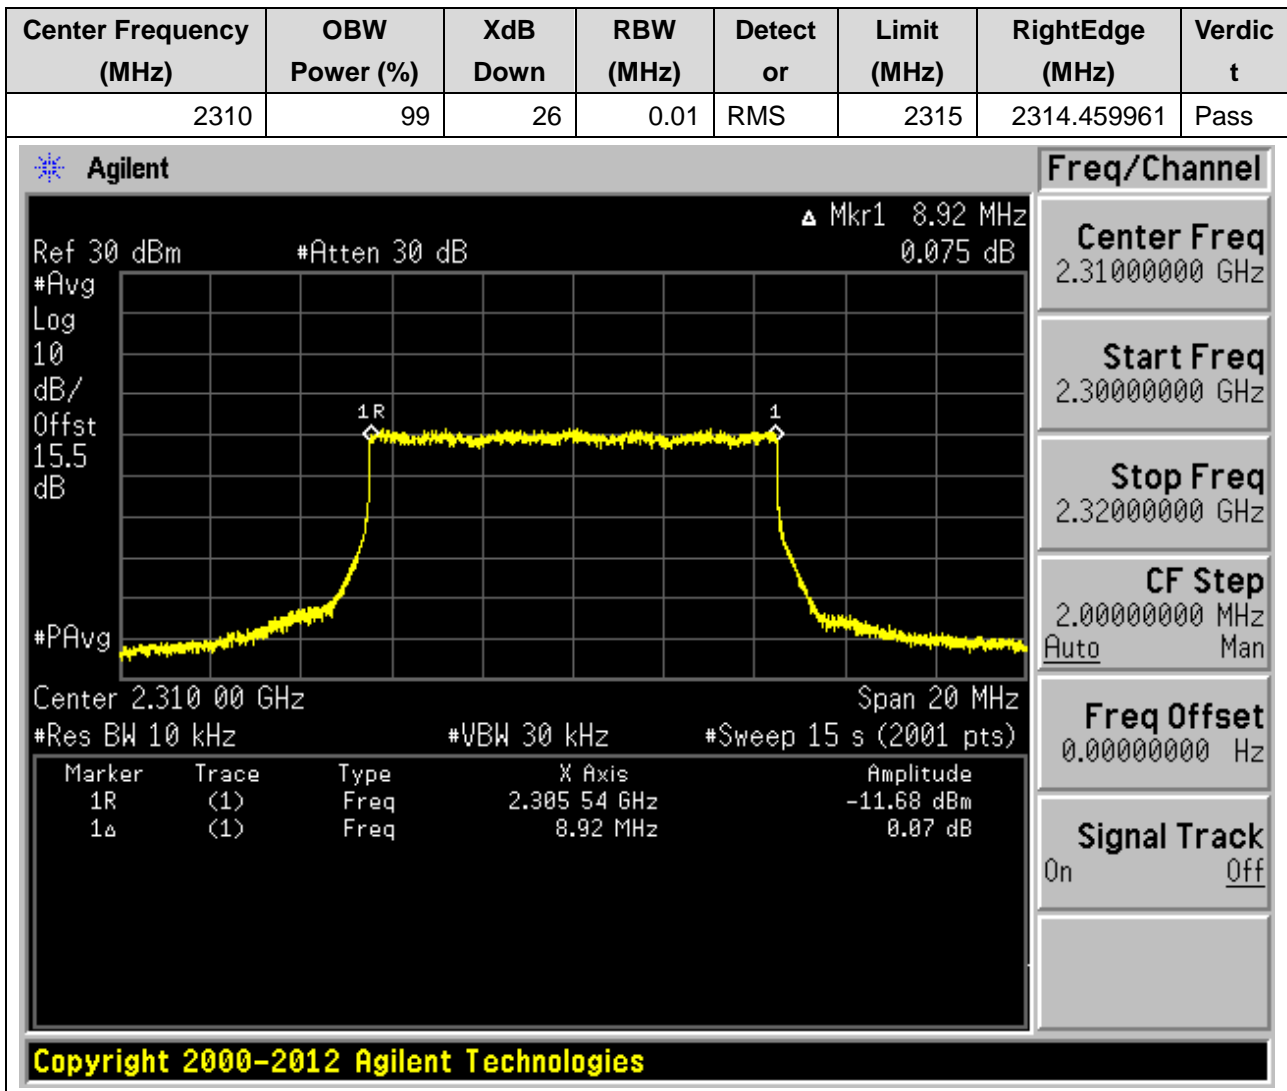 Center Frequency (MHz) OBW Power (%) XdB Down RBW (MHz) Detect or Limit (MHz) RightEdge (MHz) Verdic t
2310 99 26 0.01 RMS 2315 2314.459961 Pass
Agilent
Freq/Channel
Δ Mkr1 8.92 MHz
Ref 30 dBm #Atten 30 dB 0.075 dB
#Avg
Log
10
dB/
Offst
15.5
dB
1R 1
#PAvg
Center 2.310 00 GHz Span 20 MHz
#Res BW 10 kHz #VBW 30 kHz #Sweep 15 s (2001 pts)
Marker Trace Type X Axis Amplitude
1R (1) Freq 2.305 54 GHz -11.68 dBm
1Δ (1) Freq 8.92 MHz 0.07 dB
Center Freq
2.31000000 GHz
Start Freq
2.30000000 GHz
Stop Freq
2.32000000 GHz
CF Step
2.00000000 MHz
Auto Man
Freq Offset
0.00000000 Hz
Signal Track
On Off
Copyright 2000-2012 Agilent Technologies